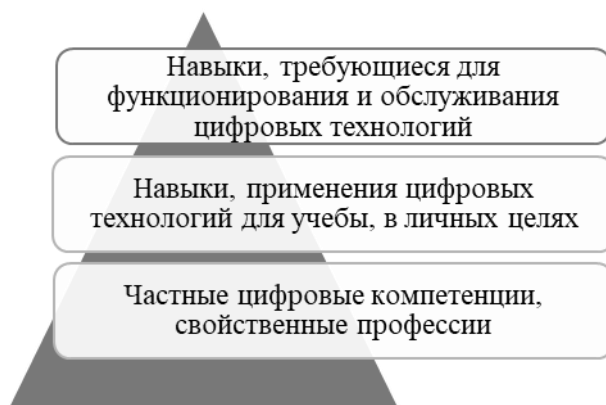 Навыки, требующиеся для
функционирования и обслуживания
цифровых технологий
Навыки, применения цифровых
технологий для учебы, в личных целях
Частные цифровые компетенции,
свойственные профессии